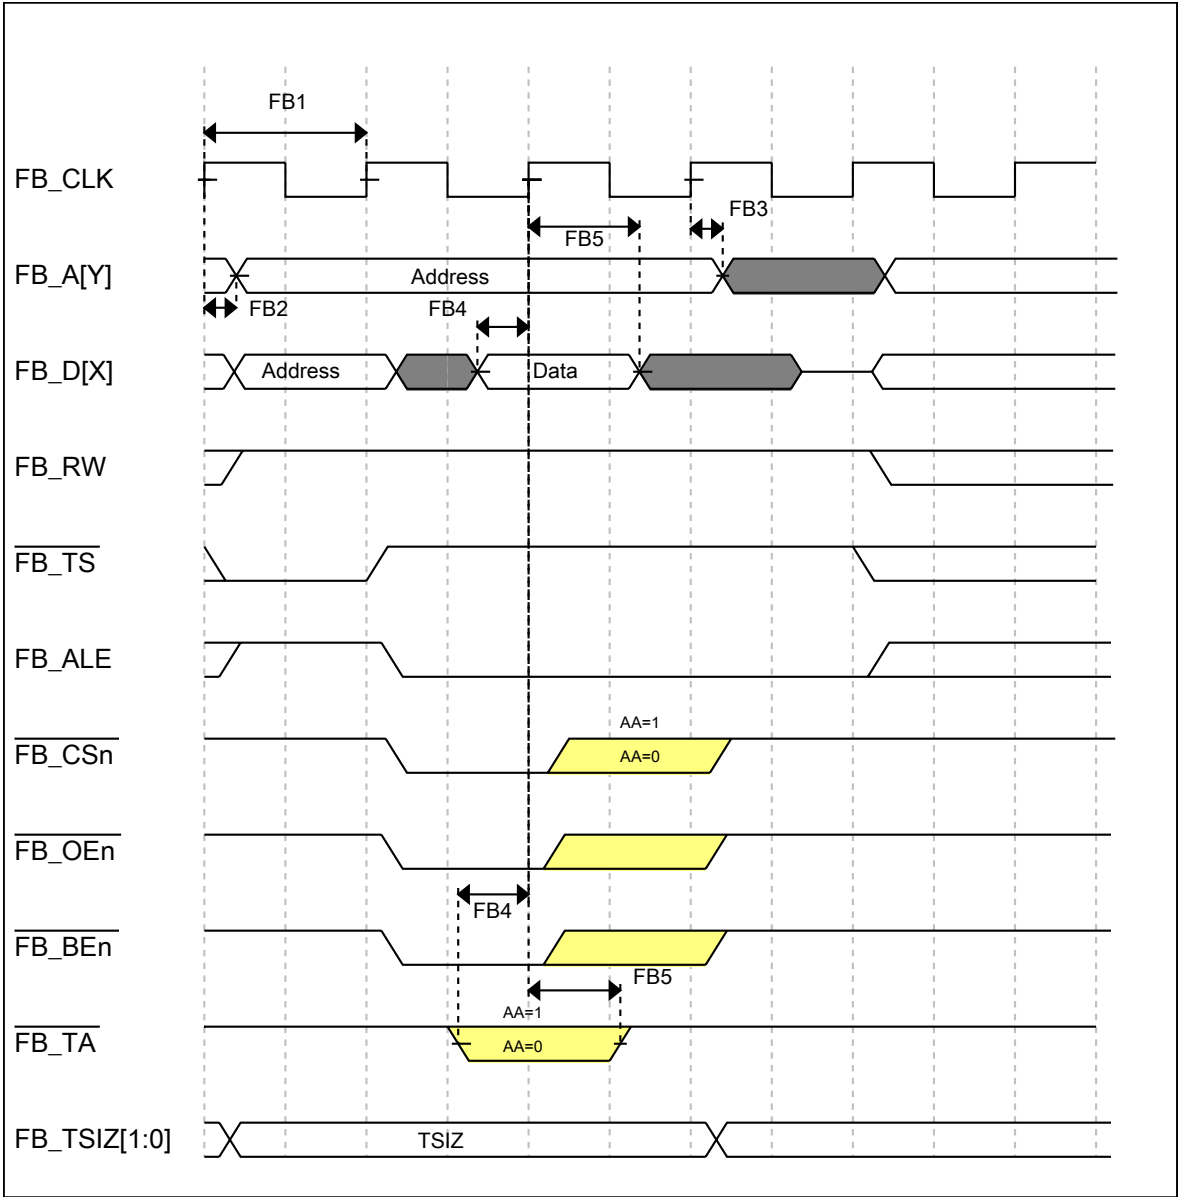 FB1
FB_CLK
FB3
FB5
FB_A[Y]
Address
FB2
FB4
FB_D[X]
Address
Data
FB_RW
FB_TS
FB_ALE
AA=1
FB_CSn
AA=0
FB_OEn
FB4
FB_BEn
FB5
AA=1
FB_TA
AA=0
FB_TSIZ[1:0]
TSIZ